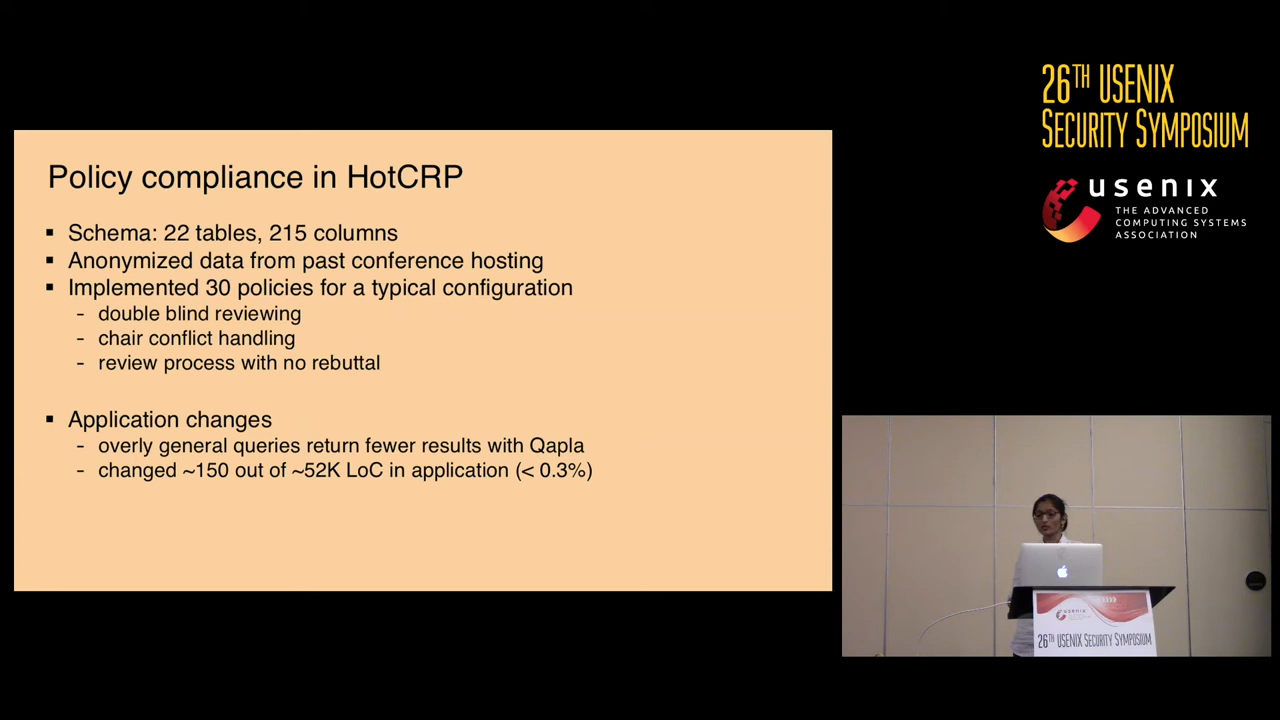 26TH USENIX
SECURITY SYMPOSIUM
usenix
THE ADVANCED
COMPUTING SYSTEMS
ASSOCIATION
Policy compliance in HotCRP
▪ Schema: 22 tables, 215 columns
▪ Anonymized data from past conference hosting
▪ Implemented 30 policies for a typical configuration
- double blind reviewing
- chair conflict handling
- review process with no rebuttal
▪ Application changes
- overly general queries return fewer results with Qapla
- changed ~150 out of ~52K LoC in application (< 0.3%)
usenix
26TH USENIX SECURITY SYMPOSIUM